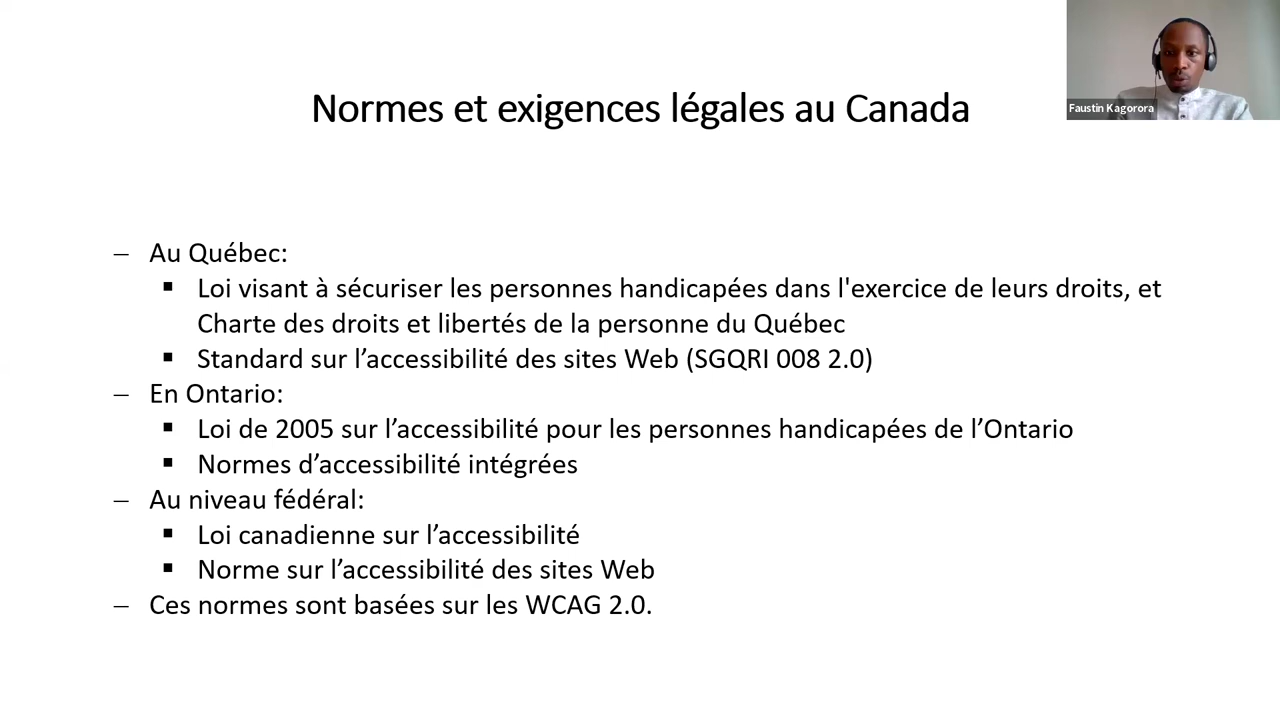 Normes et exigences légales au Canada
Faustin Kagorora
– Au Québec:
▪ Loi visant à sécuriser les personnes handicapées dans l'exercice de leurs droits, et
Charte des droits et libertés de la personne du Québec
▪ Standard sur l’accessibilité des sites Web (SGQRI 008 2.0)
– En Ontario:
▪ Loi de 2005 sur l’accessibilité pour les personnes handicapées de l’Ontario
▪ Normes d’accessibilité intégrées
– Au niveau fédéral:
▪ Loi canadienne sur l’accessibilité
▪ Norme sur l’accessibilité des sites Web
– Ces normes sont basées sur les WCAG 2.0.